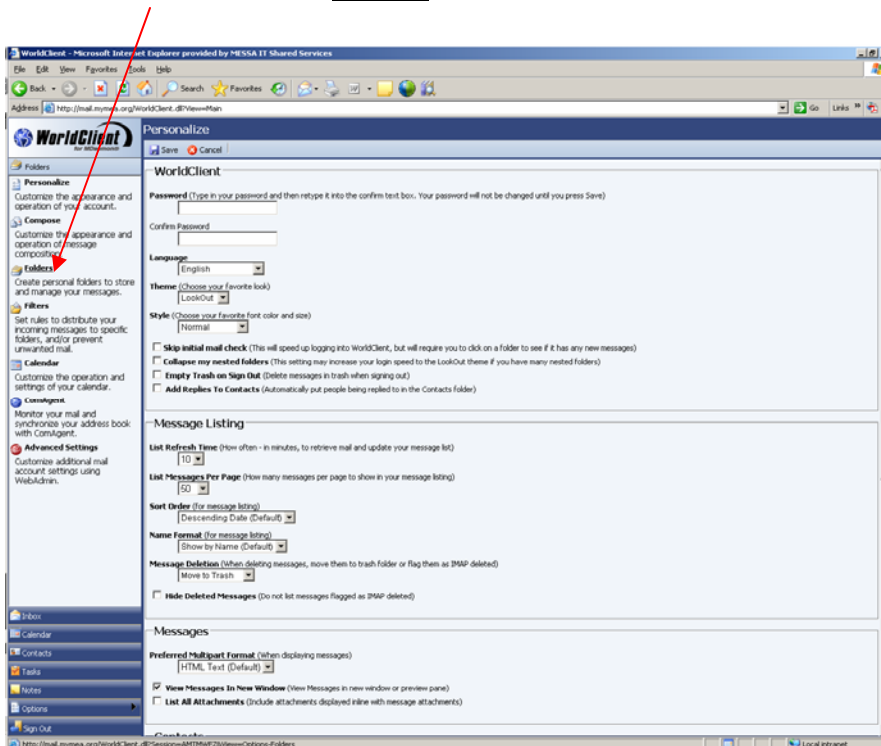 WorldClient - Microsoft Internet Explorer provided by MESSA IT Shared Services
File Edit View Favorites Tools Help
Back Search Favorites
Address http://mail.mymea.org/WorldClient.dll?View=Main Go Links »
WorldClient
for MDaemon®
Folders
Personalize
Customize the appearance and
operation of your account.
Compose
Customize the appearance and
operation of message
composition.
Folders
Create personal folders to store
and manage your messages.
Filters
Set rules to distribute your
incoming messages to specific
folders, and/or prevent
unwanted mail.
Calendar
Customize the operation and
settings of your calendar.
ComAgent
Monitor your mail and
synchronize your address book
with ComAgent.
Advanced Settings
Customize additional mail
account settings using
WebAdmin.
Inbox
Calendar
Contacts
Tasks
Notes
Options
Sign Out
Personalize
Save Cancel
WorldClient
Password (Type in your password and then retype it into the confirm text box. Your password will not be changed until you press Save)
Confirm Password
Language
English
Theme (Choose your favorite look)
LookOut
Style (Choose your favorite font color and size)
Normal
Skip initial mail check (This will speed up logging into WorldClient, but will require you to click on a folder to see if it has any new messages)
Collapse my nested folders (This setting may increase your login speed to the LookOut theme if you have many nested folders)
Empty Trash on Sign Out (Delete messages in trash when signing out)
Add Replies To Contacts (Automatically put people being replied to in the Contacts folder)
Message Listing
List Refresh Time (How often - in minutes, to retrieve mail and update your message list)
10
List Messages Per Page (How many messages per page to show in your message listing)
50
Sort Order (for message listing)
Descending Date (Default)
Name Format (for message listing)
Show by Name (Default)
Message Deletion (When deleting messages, move them to trash folder or flag them as IMAP deleted)
Move to Trash
Hide Deleted Messages (Do not list messages flagged as IMAP deleted)
Messages
Preferred Multipart Format (When displaying messages)
HTML Text (Default)
View Messages In New Window (View Messages in new window or preview pane)
List All Attachments (Include attachments displayed inline with message attachments)
Contacts
Local intranet